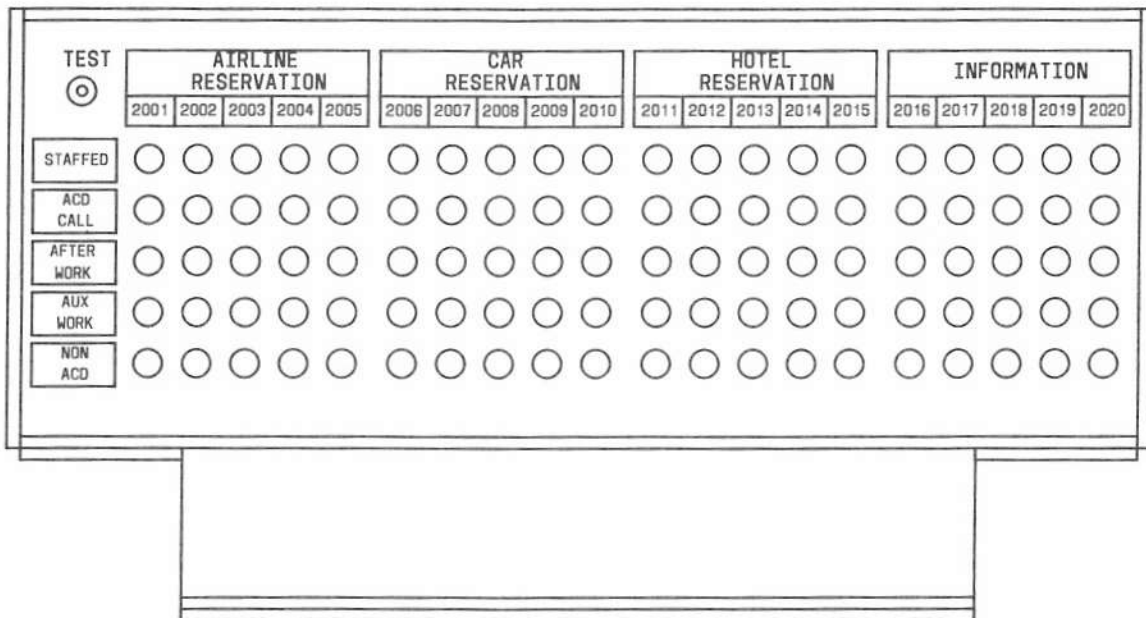 TEST
AIRLINE
RESERVATION
CAR
RESERVATION
HOTEL
RESERVATION
INFORMATION
2001 2002 2003 2004 2005 2006 2007 2008 2009 2010 2011 2012 2013 2014 2015 2016 2017 2018 2019 2020
STAFFED
ACD
CALL
AFTER
WORK
AUX
WORK
NON
ACD